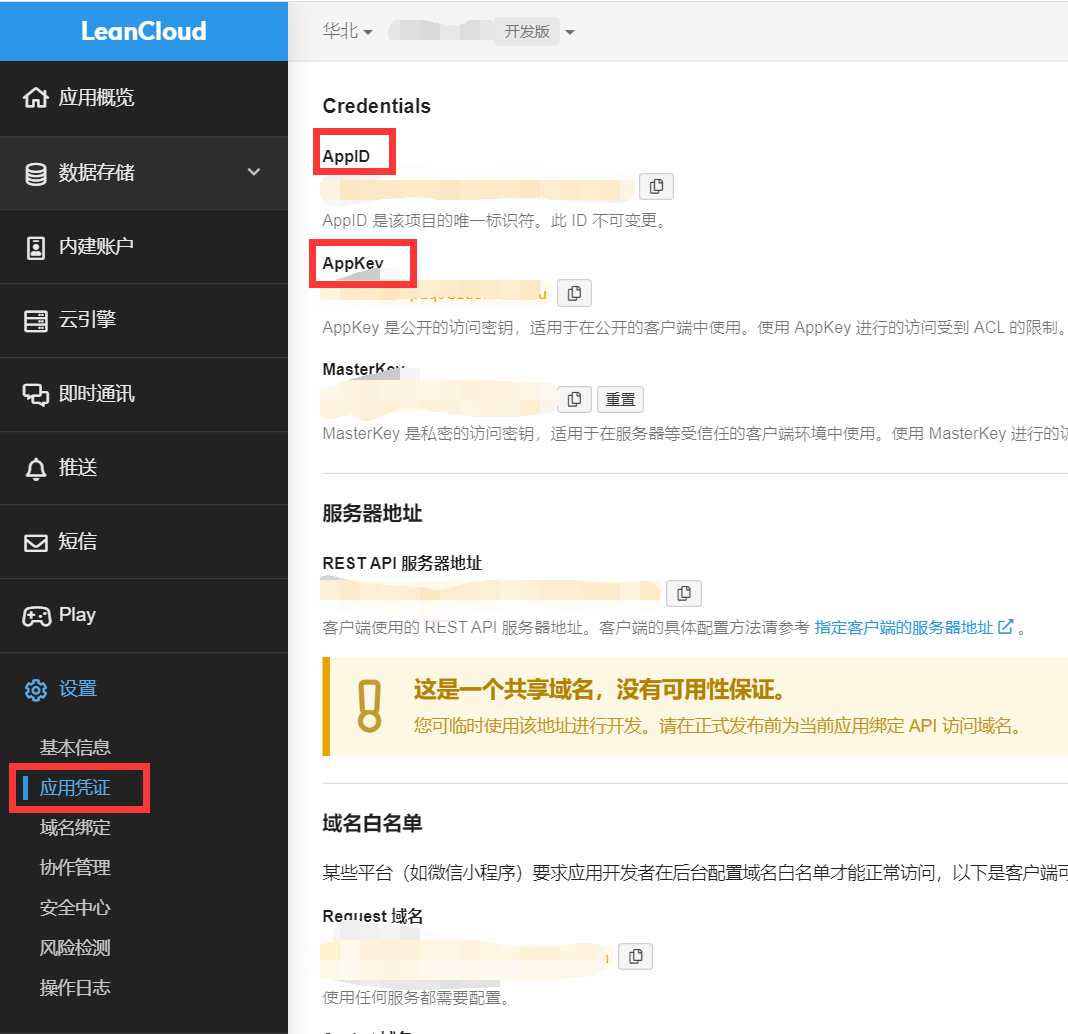 LeanCloud
华北
开发版
应用概览
数据存储
内建账户
云引擎
即时通讯
推送
短信
Play
设置
基本信息
应用凭证
域名绑定
协作管理
安全中心
风险检测
操作日志
Credentials
AppID
AppID 是该项目的唯一标识符。此 ID 不可变更。
AppKey
AppKey 是公开的访问密钥，适用于在公开的客户端中使用。使用 AppKey 进行的访问受到 ACL 的限制。
MasterKey
重置
MasterKey 是私密的访问密钥，适用于在服务器等受信任的客户端环境中使用。使用 MasterKey 进行的访
服务器地址
REST API 服务器地址
客户端使用的 REST API 服务器地址。客户端的具体配置方法请参考 指定客户端的服务器地址 。
这是一个共享域名，没有可用性保证。
您可临时使用该地址进行开发。请在正式发布前为当前应用绑定 API 访问域名。
域名白名单
某些平台（如微信小程序）要求应用开发者在后台配置域名白名单才能正常访问，以下是客户端可
Request 域名
使用任何服务都需要配置。